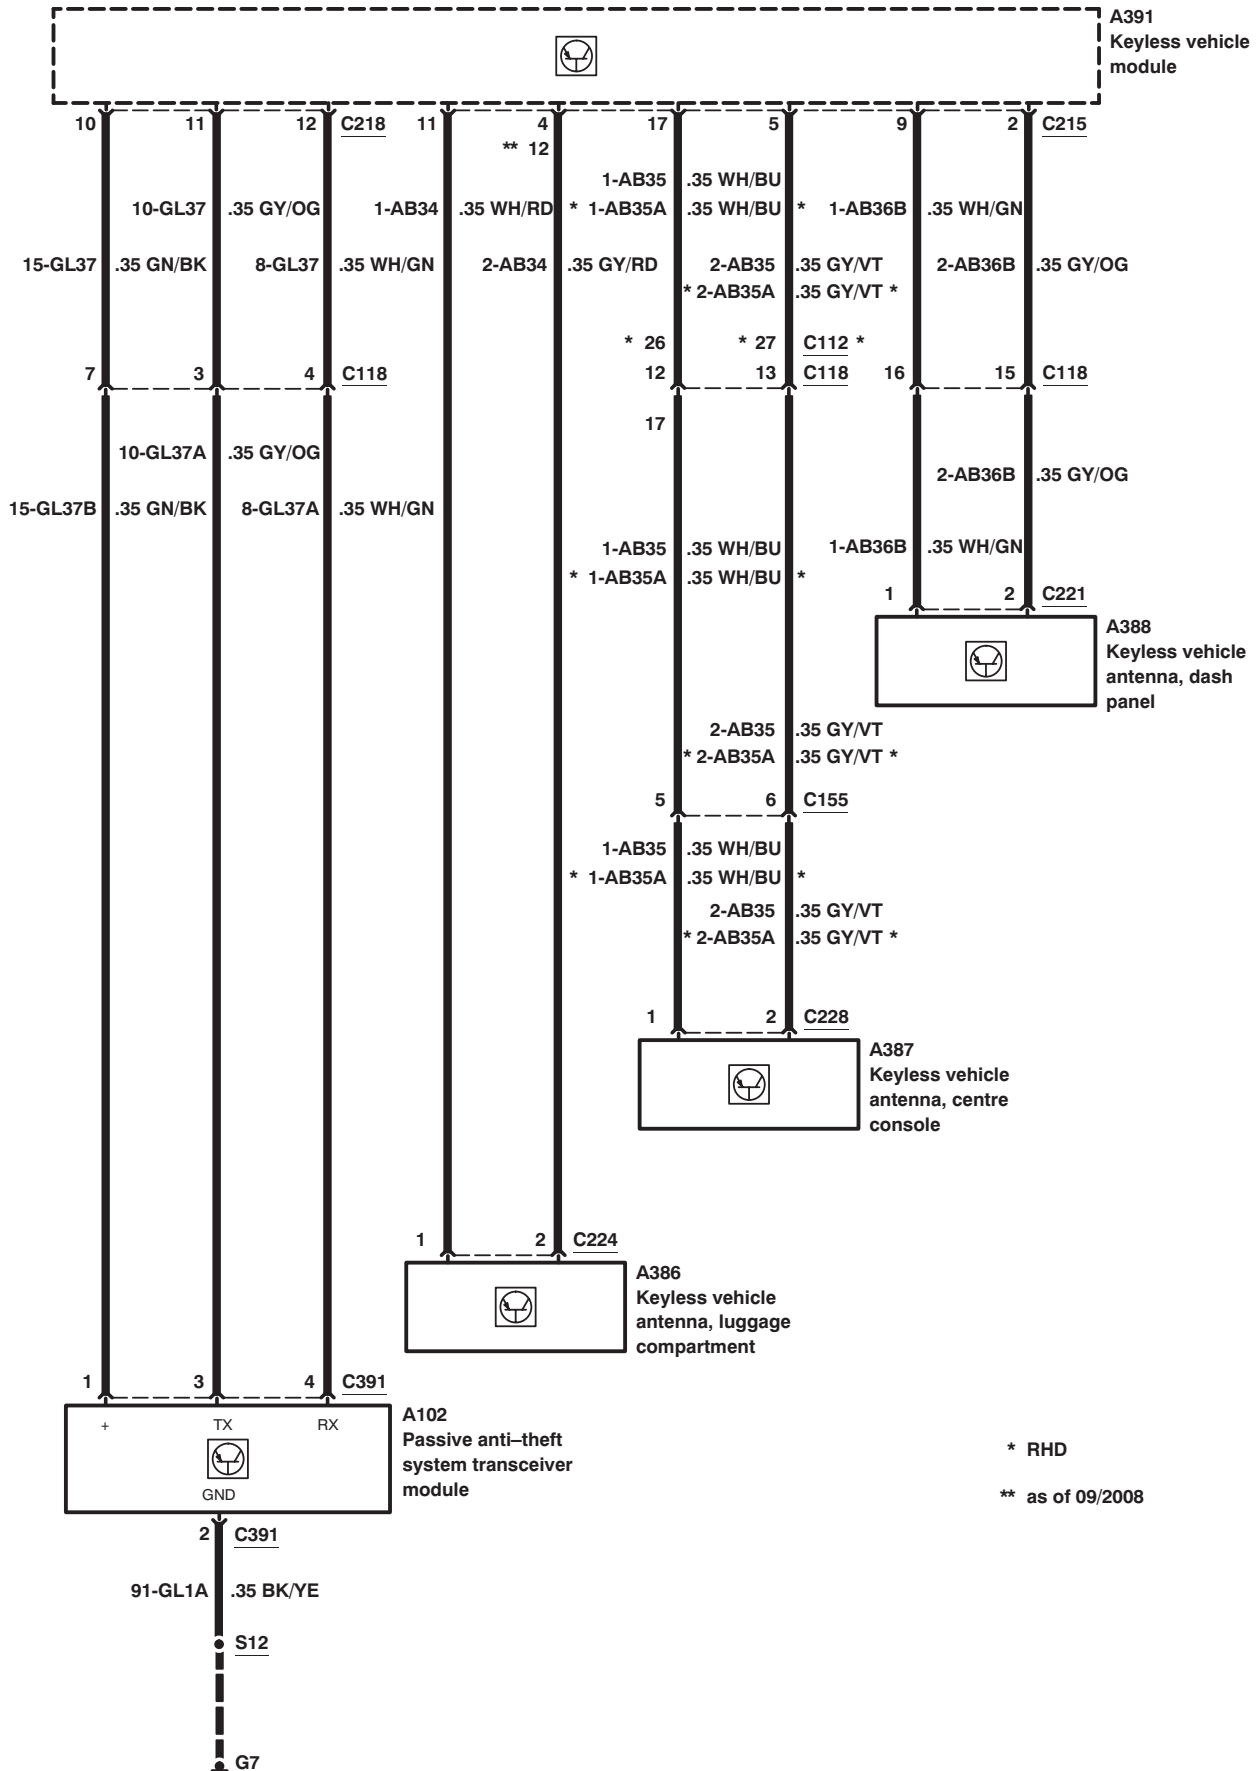 A391
Keyless vehicle
module
10 11 12 C218 11 4 17 5 9 2 C215
** 12
1-AB35 .35 WH/BU
10-GL37 .35 GY/OG 1-AB34 .35 WH/RD * 1-AB35A .35 WH/BU * 1-AB36B .35 WH/GN
15-GL37 .35 GN/BK 8-GL37 .35 WH/GN 2-AB34 .35 GY/RD 2-AB35 .35 GY/VT 2-AB36B .35 GY/OG
* 2-AB35A .35 GY/VT *
* 26 * 27 C112 *
7 3 4 C118 12 13 C118 16 15 C118
17
10-GL37A .35 GY/OG
2-AB36B .35 GY/OG
15-GL37B .35 GN/BK 8-GL37A .35 WH/GN
1-AB35 .35 WH/BU 1-AB36B .35 WH/GN
* 1-AB35A .35 WH/BU *
1 2 C221
A388
Keyless vehicle
antenna, dash
panel
2-AB35 .35 GY/VT
* 2-AB35A .35 GY/VT *
5 6 C155
1-AB35 .35 WH/BU
* 1-AB35A .35 WH/BU *
2-AB35 .35 GY/VT
* 2-AB35A .35 GY/VT *
1 2 C228
A387
Keyless vehicle
antenna, centre
console
1 2 C224
A386
Keyless vehicle
antenna, luggage
compartment
1 3 4 C391
+ TX RX
GND
A102
Passive anti–theft
system transceiver
module
* RHD
** as of 09/2008
2 C391
91-GL1A .35 BK/YE
S12
G7